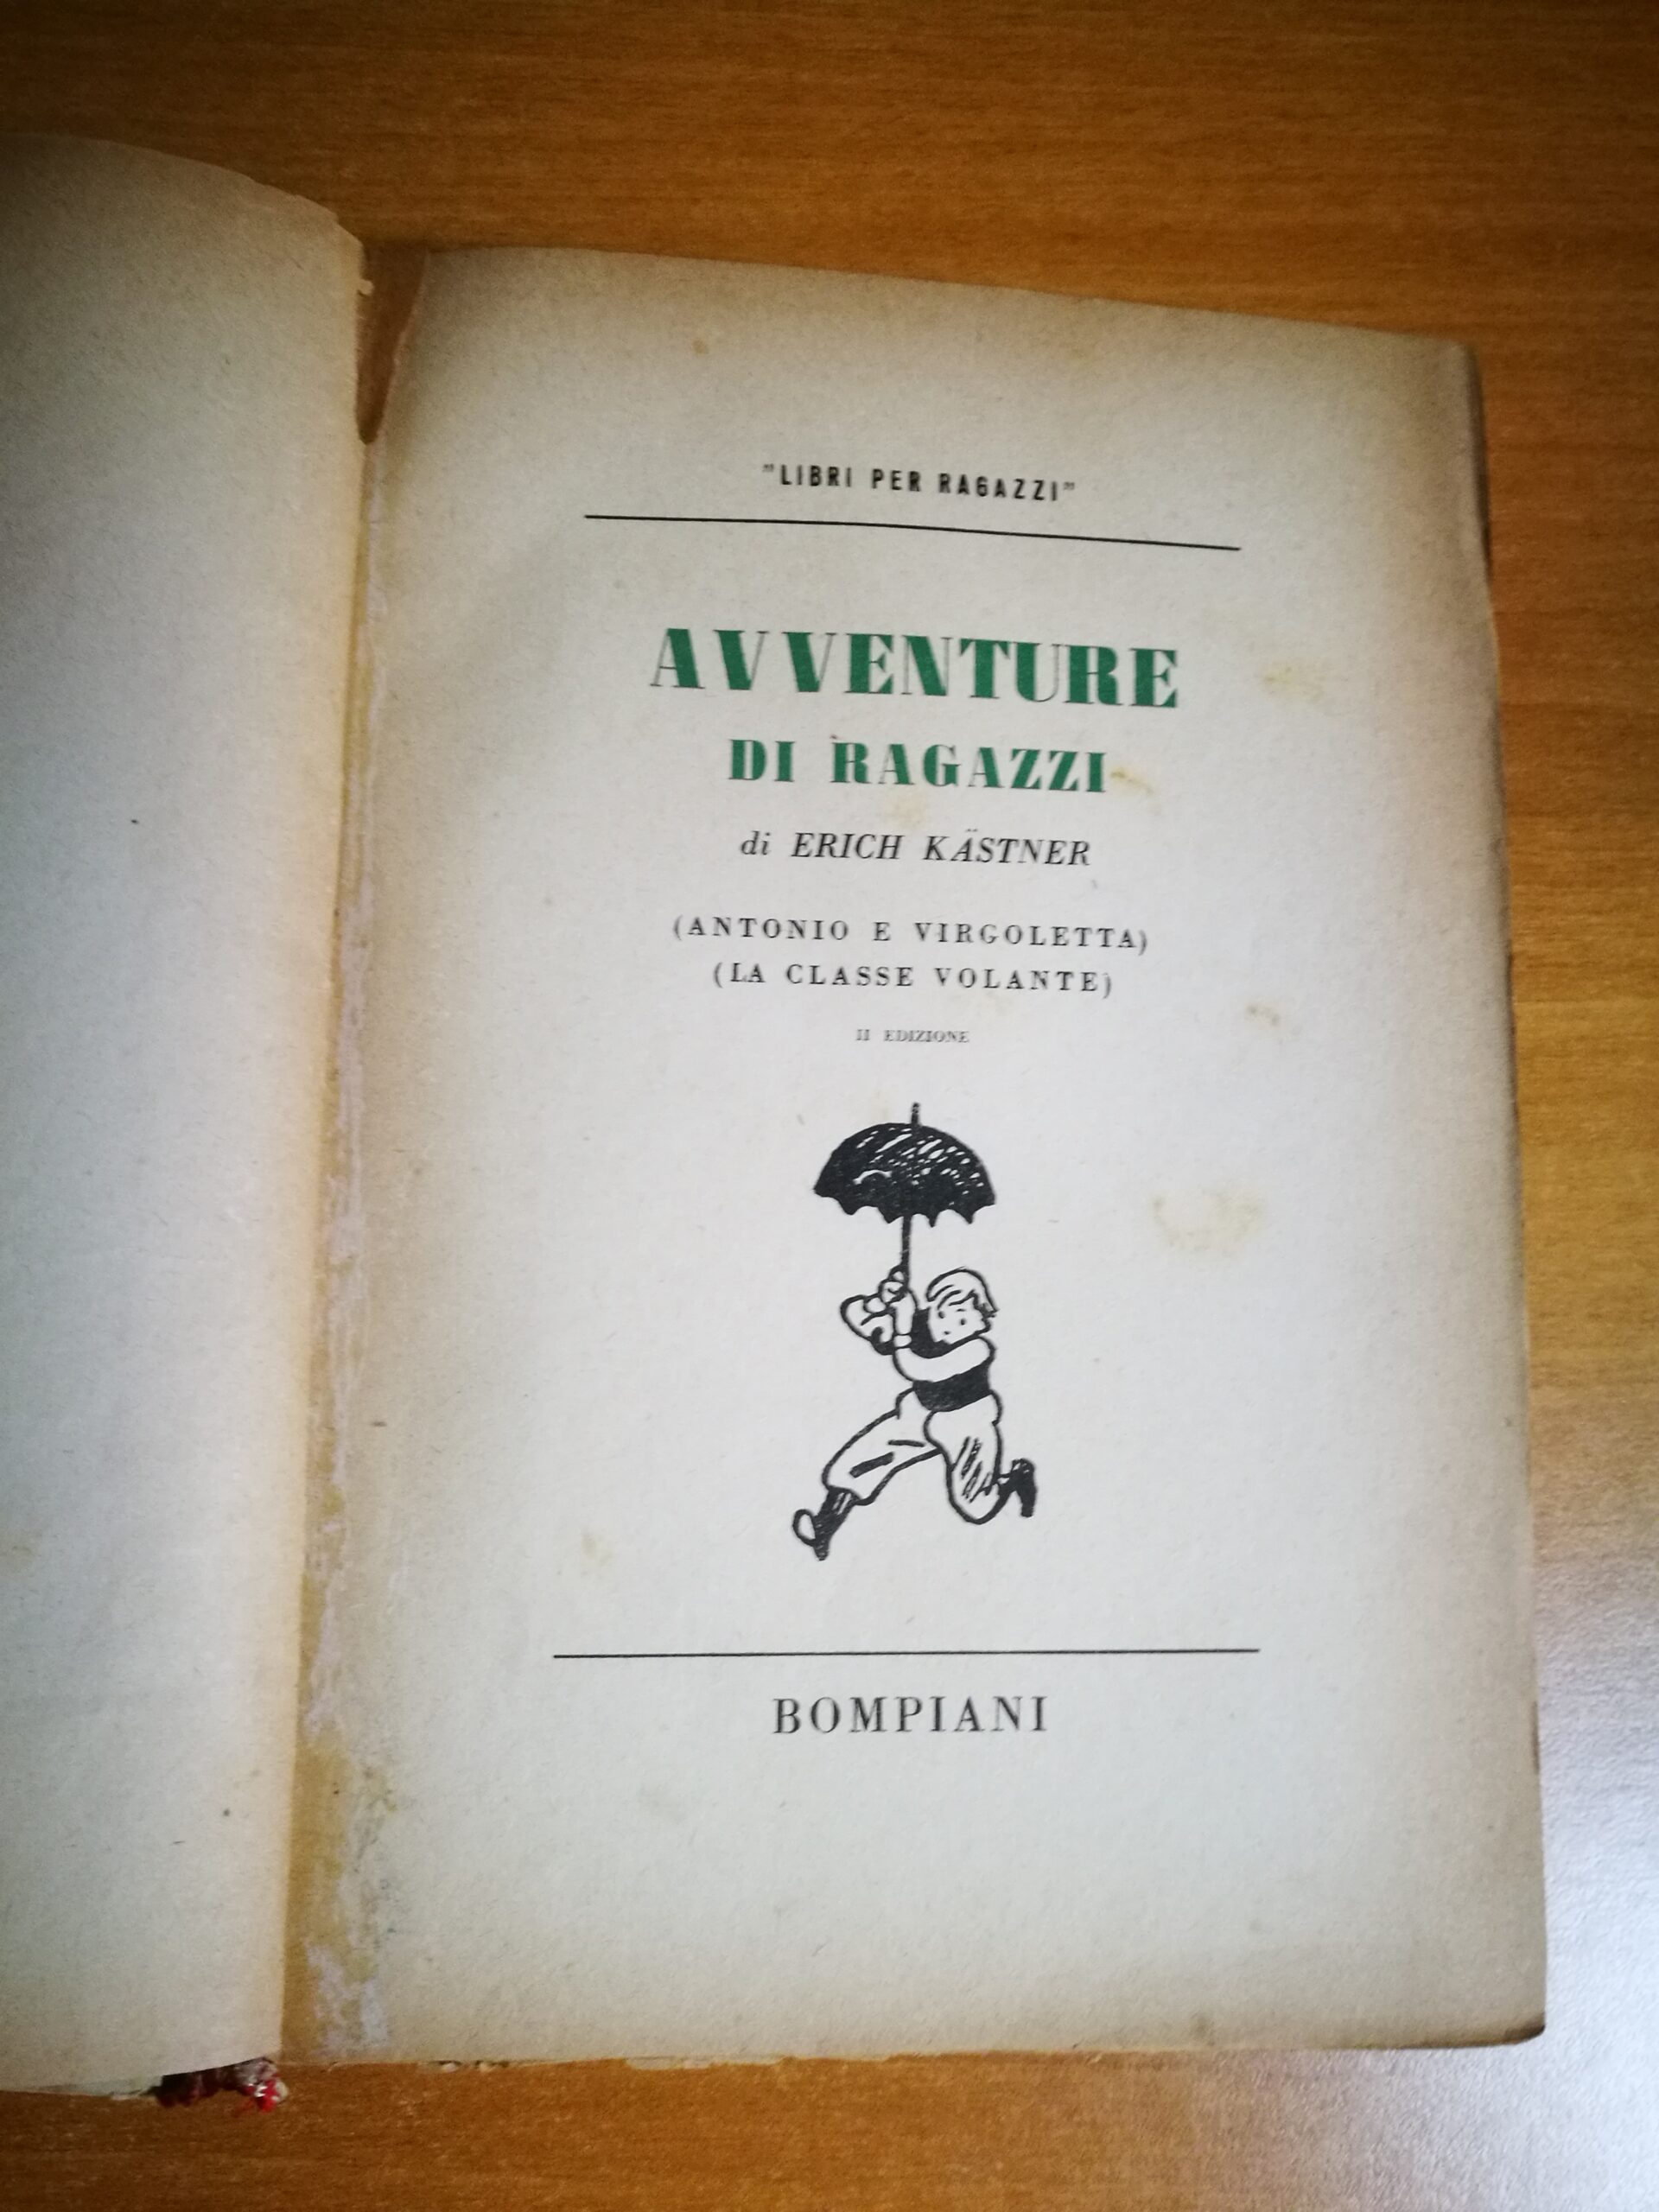 "LIBRI PER RAGAZZI"
AVVENTURE
DI RAGAZZI
di ERICH KÄSTNER
(ANTONIO E VIRGOLETTA)
(LA CLASSE VOLANTE)
II EDIZIONE
BOMPIANI